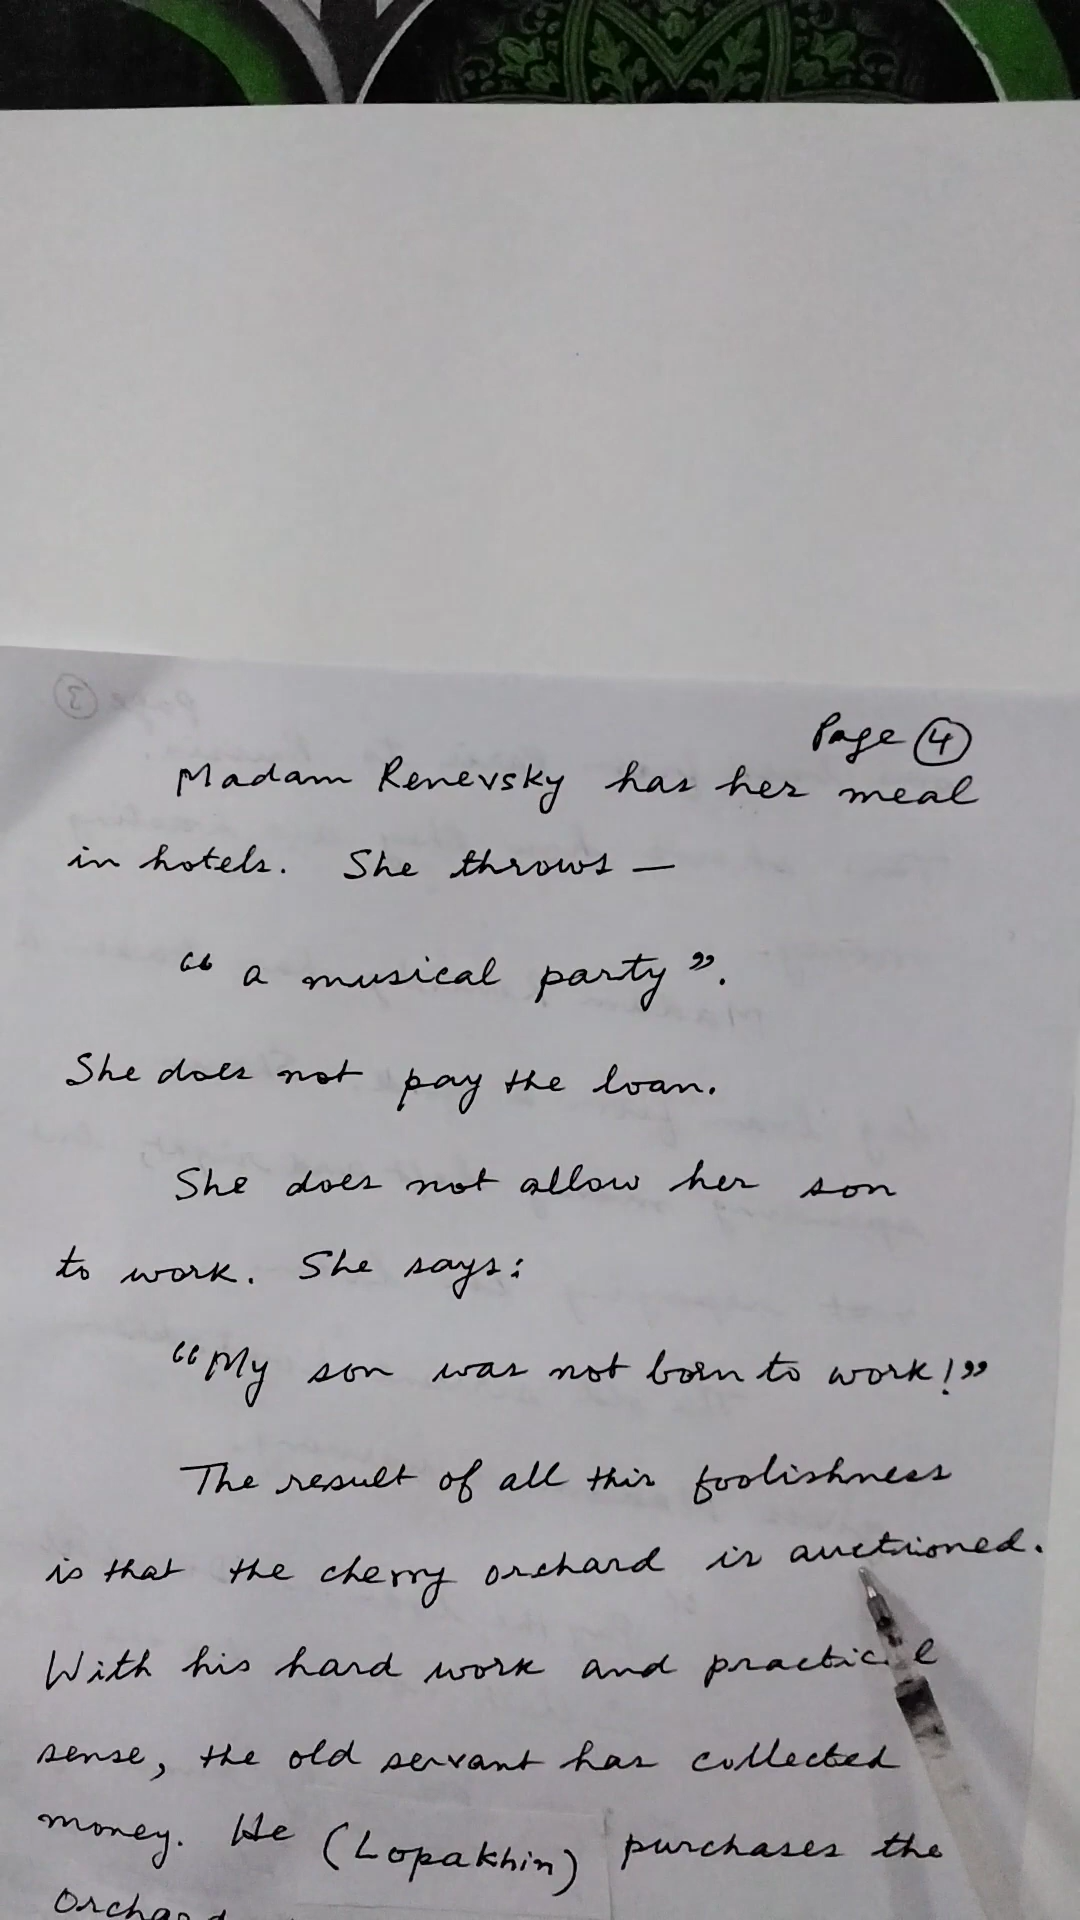 Page 4
Madam Renevsky has her meal
in hotels. She throws —
"a musical party".
She does not pay the loan.
She does not allow her son
to work. She says:
"My son was not born to work!"
The result of all this foolishness
is that the cherry orchard is auctioned.
With his hard work and practical
sense, the old servant has collected
money. He (Lopakhin) purchases the
Orchard